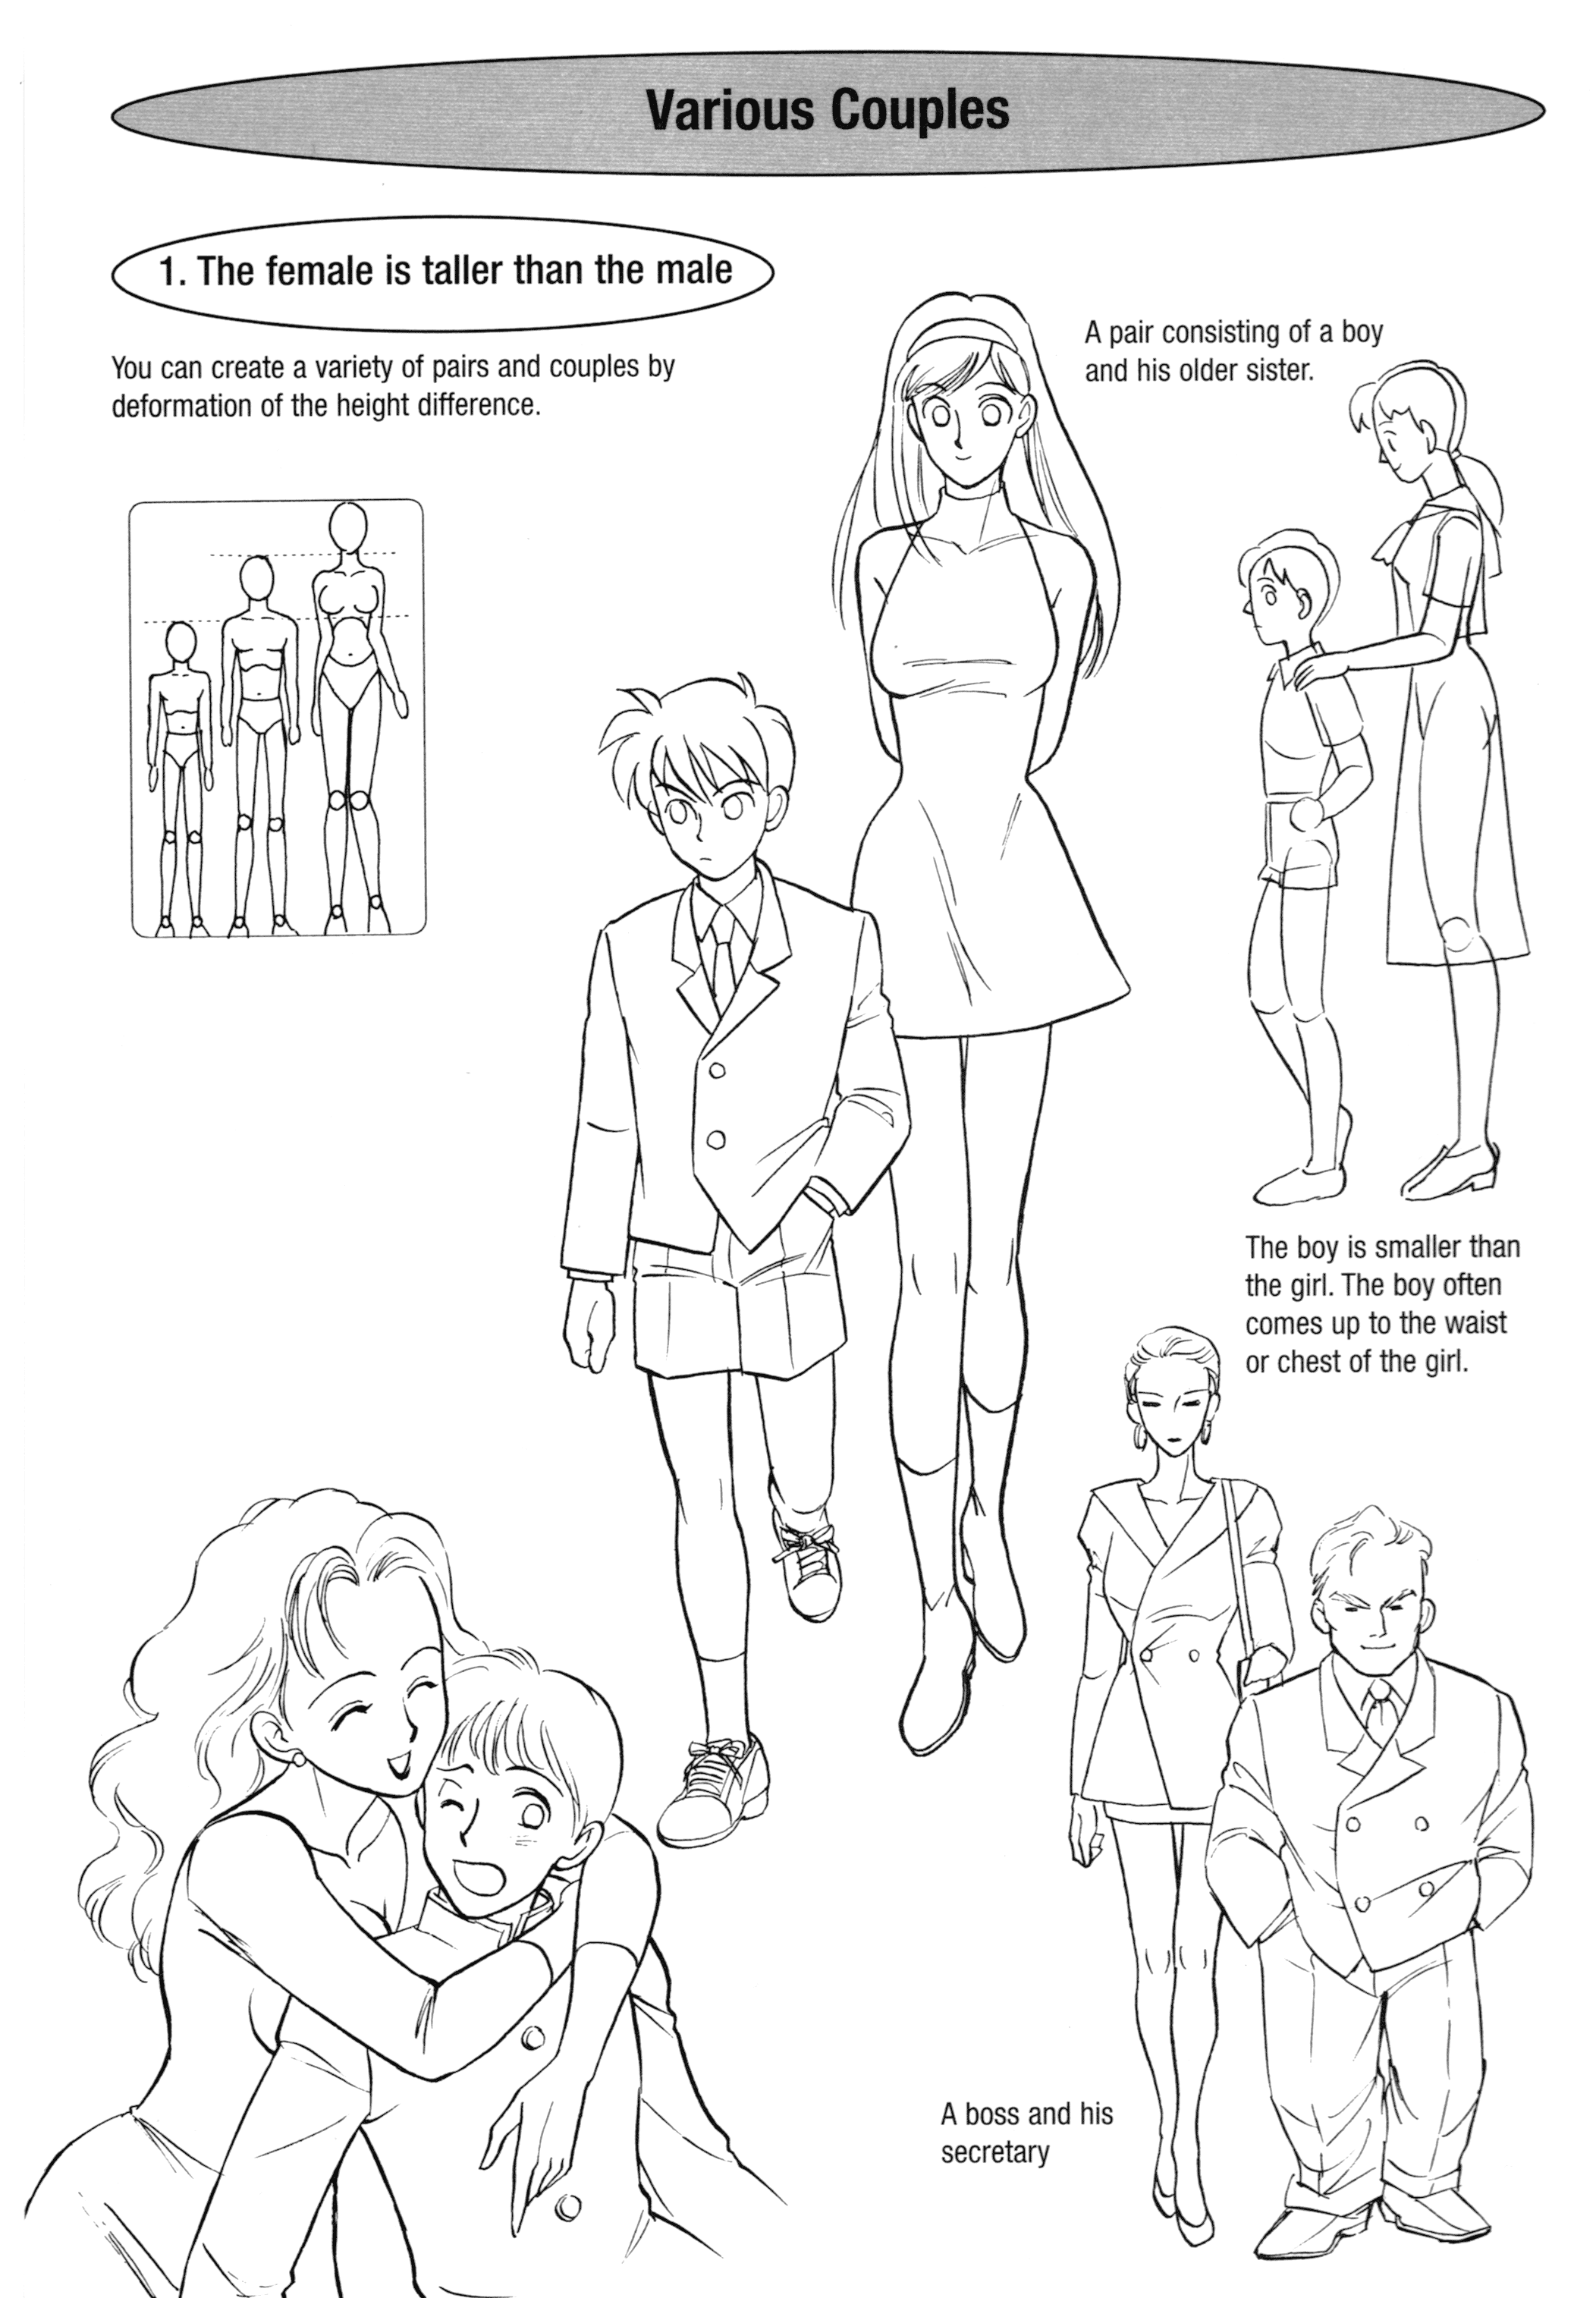 Various Couples
1. The female is taller than the male
You can create a variety of pairs and couples by
deformation of the height difference.
A pair consisting of a boy
and his older sister.
The boy is smaller than
the girl. The boy often
comes up to the waist
or chest of the girl.
A boss and his
secretary